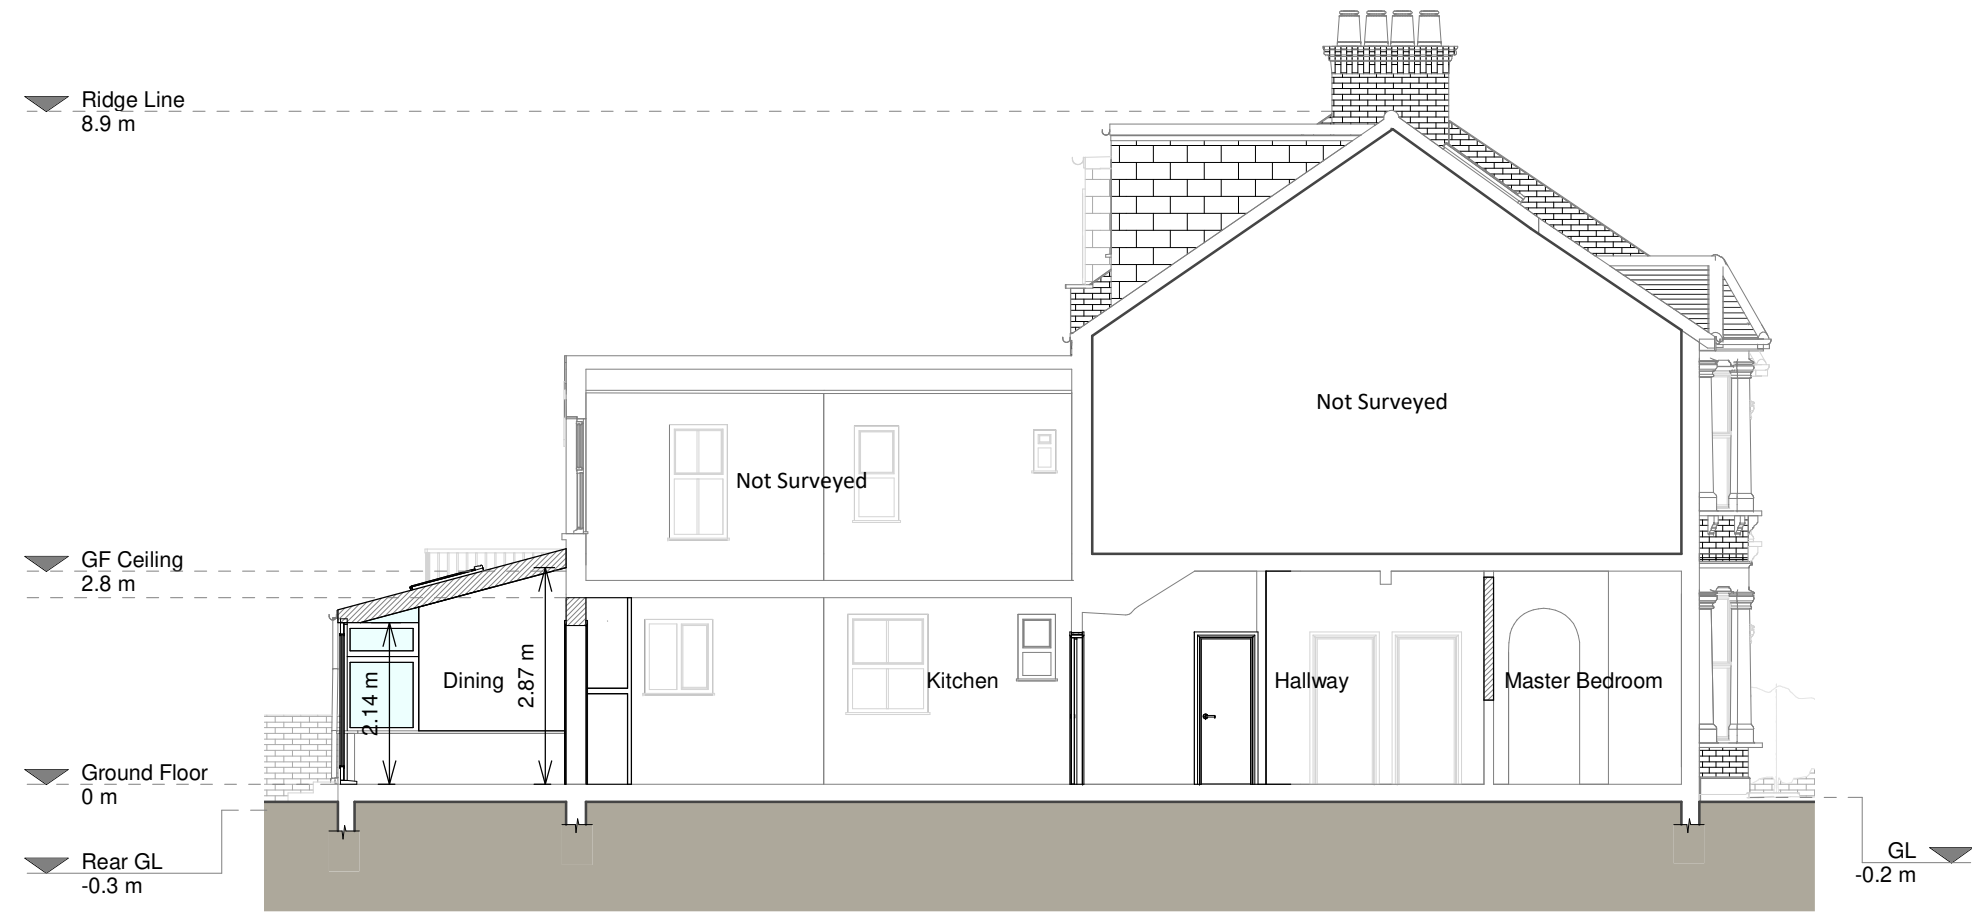 Ridge Line
8.9 m
Not Surveyed
Not Surveyed
GF Ceiling
2.8 m
Dining
2.87 m
2.14 m
Kitchen
Hallway
Master Bedroom
Ground Floor
0 m
Rear GL
-0.3 m
GL
-0.2 m